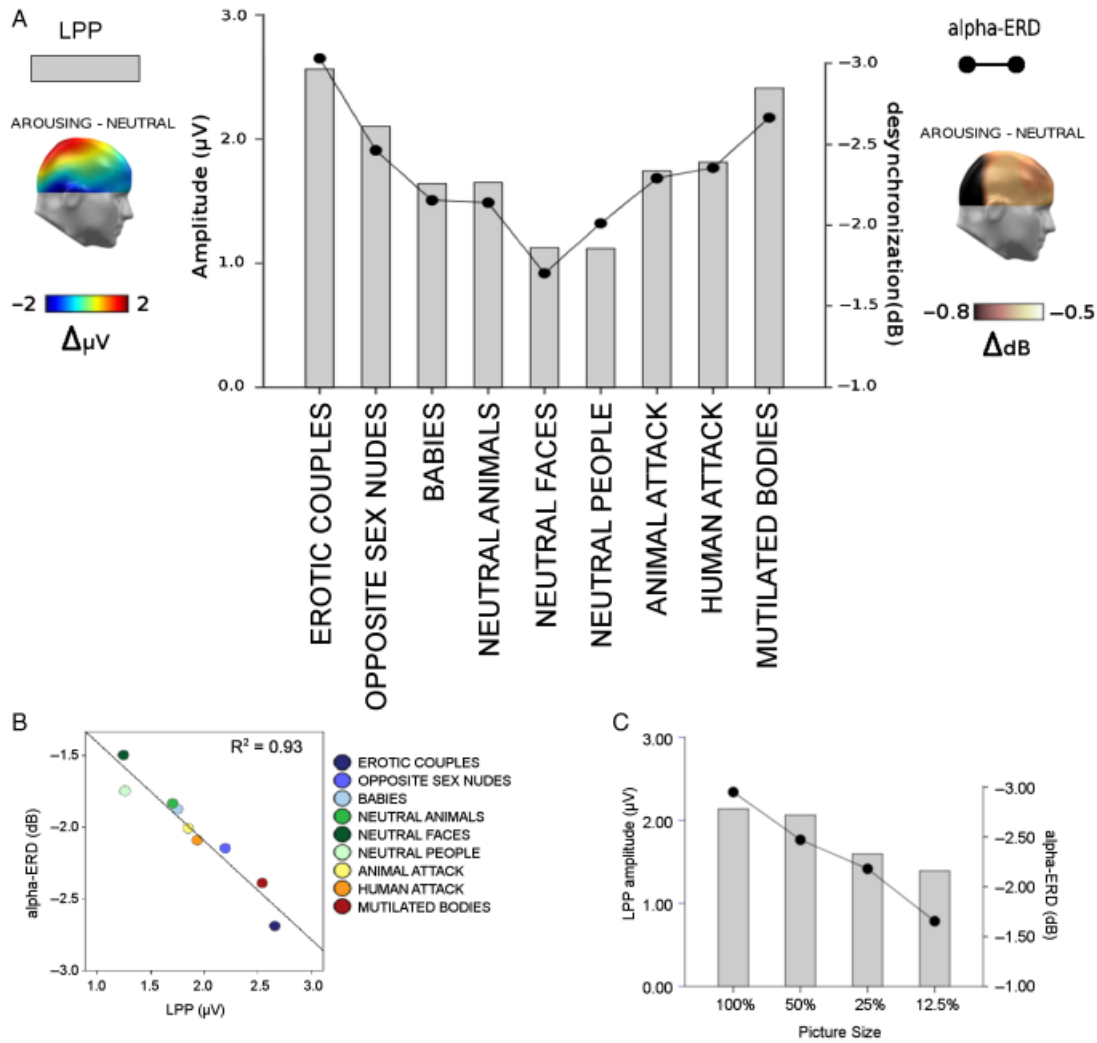 A
LPP
AROUSING - NEUTRAL
−2
2
ΔμV
3.0
2.0
1.0
0.0
Amplitude (μV)
−3.0
−2.5
−2.0
−1.5
−1.0
desynchronization(dB)
alpha-ERD
AROUSING - NEUTRAL
−0.8
−0.5
ΔdB
EROTIC COUPLES
OPPOSITE SEX NUDES
BABIES
NEUTRAL ANIMALS
NEUTRAL FACES
NEUTRAL PEOPLE
ANIMAL ATTACK
HUMAN ATTACK
MUTILATED BODIES
B
R² = 0.93
−1.5
−2.0
−2.5
−3.0
alpha-ERD (dB)
1.0 1.5 2.0 2.5 3.0
LPP (μV)
EROTIC COUPLES
OPPOSITE SEX NUDES
BABIES
NEUTRAL ANIMALS
NEUTRAL FACES
NEUTRAL PEOPLE
ANIMAL ATTACK
HUMAN ATTACK
MUTILATED BODIES
C
3.00
2.00
1.00
0.00
LPP amplitude (μV)
−3.00
−2.50
−2.00
−1.50
−1.00
alpha-ERD (dB)
100% 50% 25% 12.5%
Picture Size